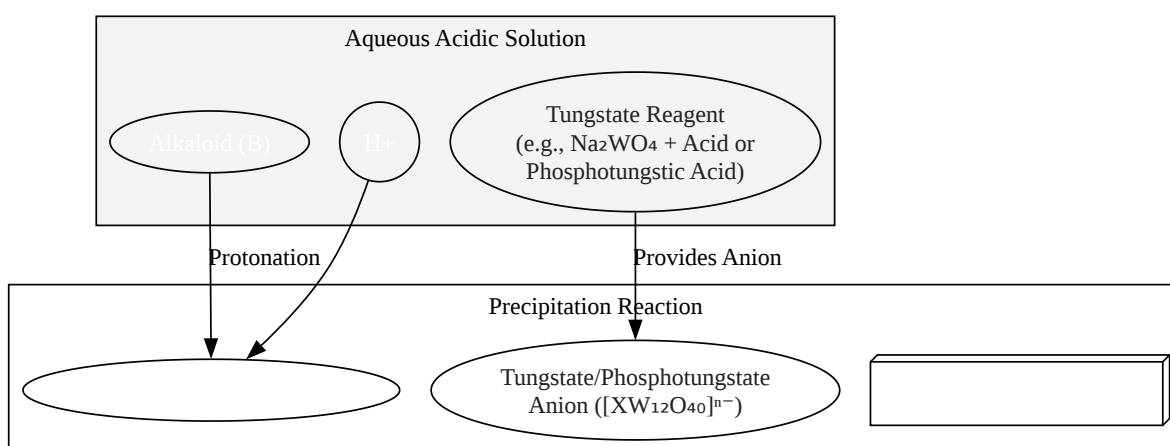 Aqueous Acidic Solution
Alkaloid (B)
H+
Tungstate Reagent
(e.g., Na₂WO₄ + Acid or
Phosphotungstic Acid)
Protonation
Provides Anion
Precipitation Reaction
Tungstate/Phosphotungstate
Anion ([XW₁₂O₄₀]ⁿ⁻)